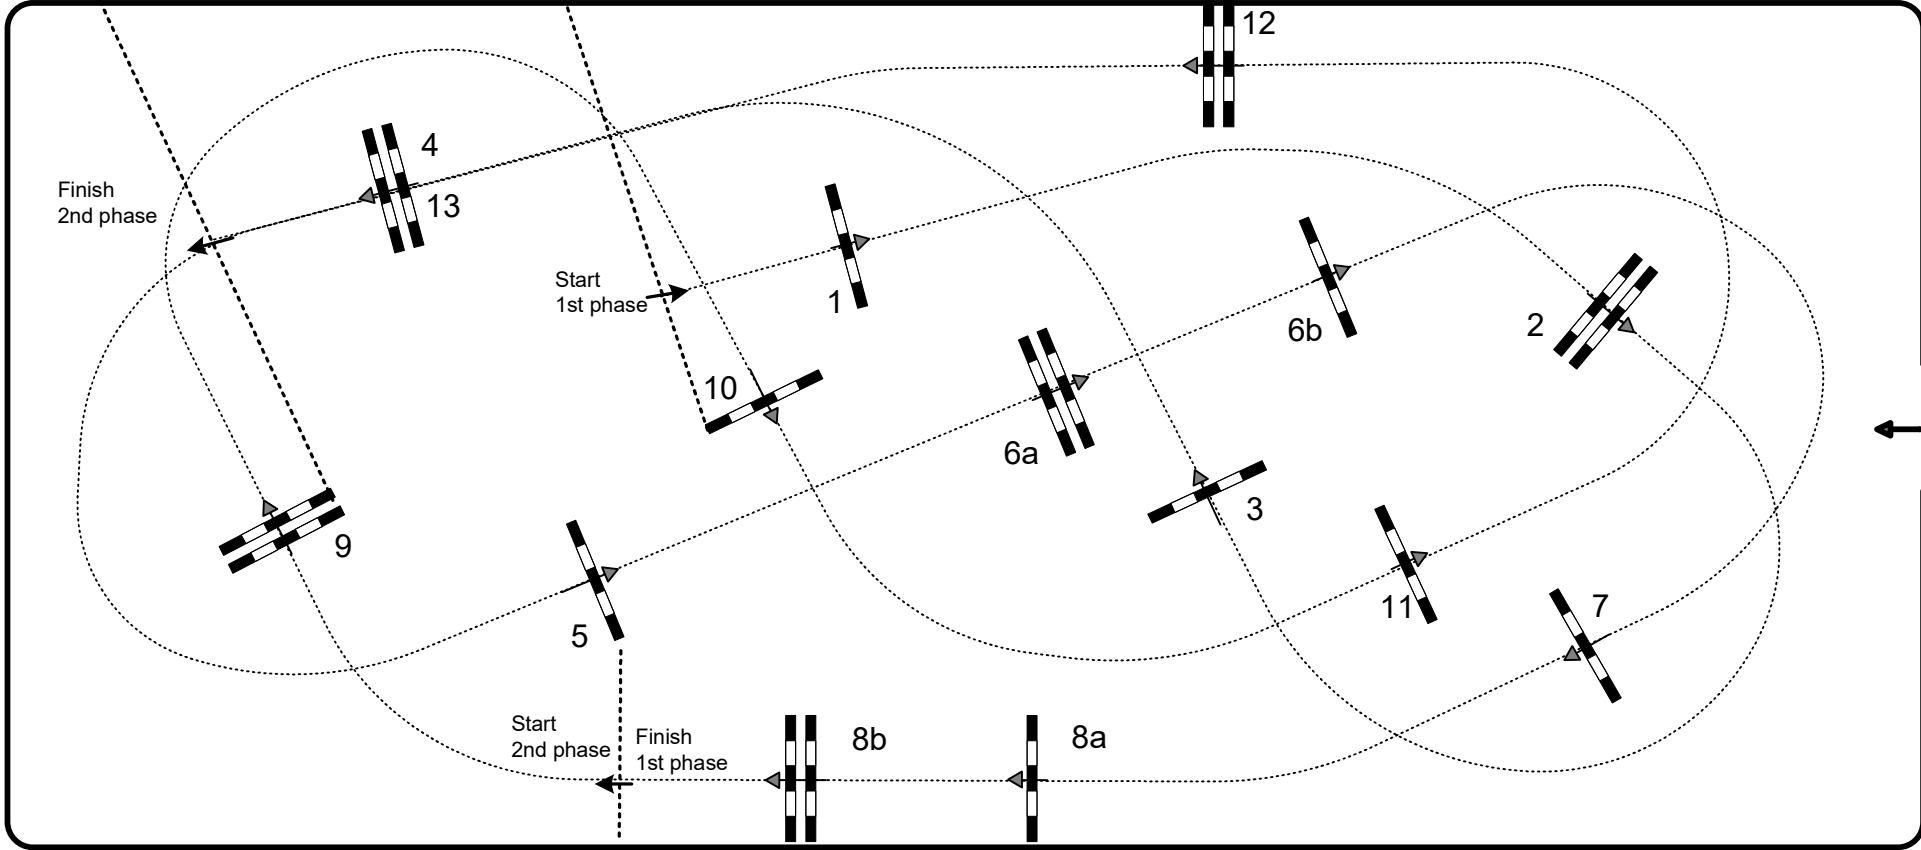 12
4
Finish
2nd phase
13
Start
1st phase
1
6b
2
10
6a
3
9
11
7
5
Start
2nd phase
Finish
1st phase
8b
8a